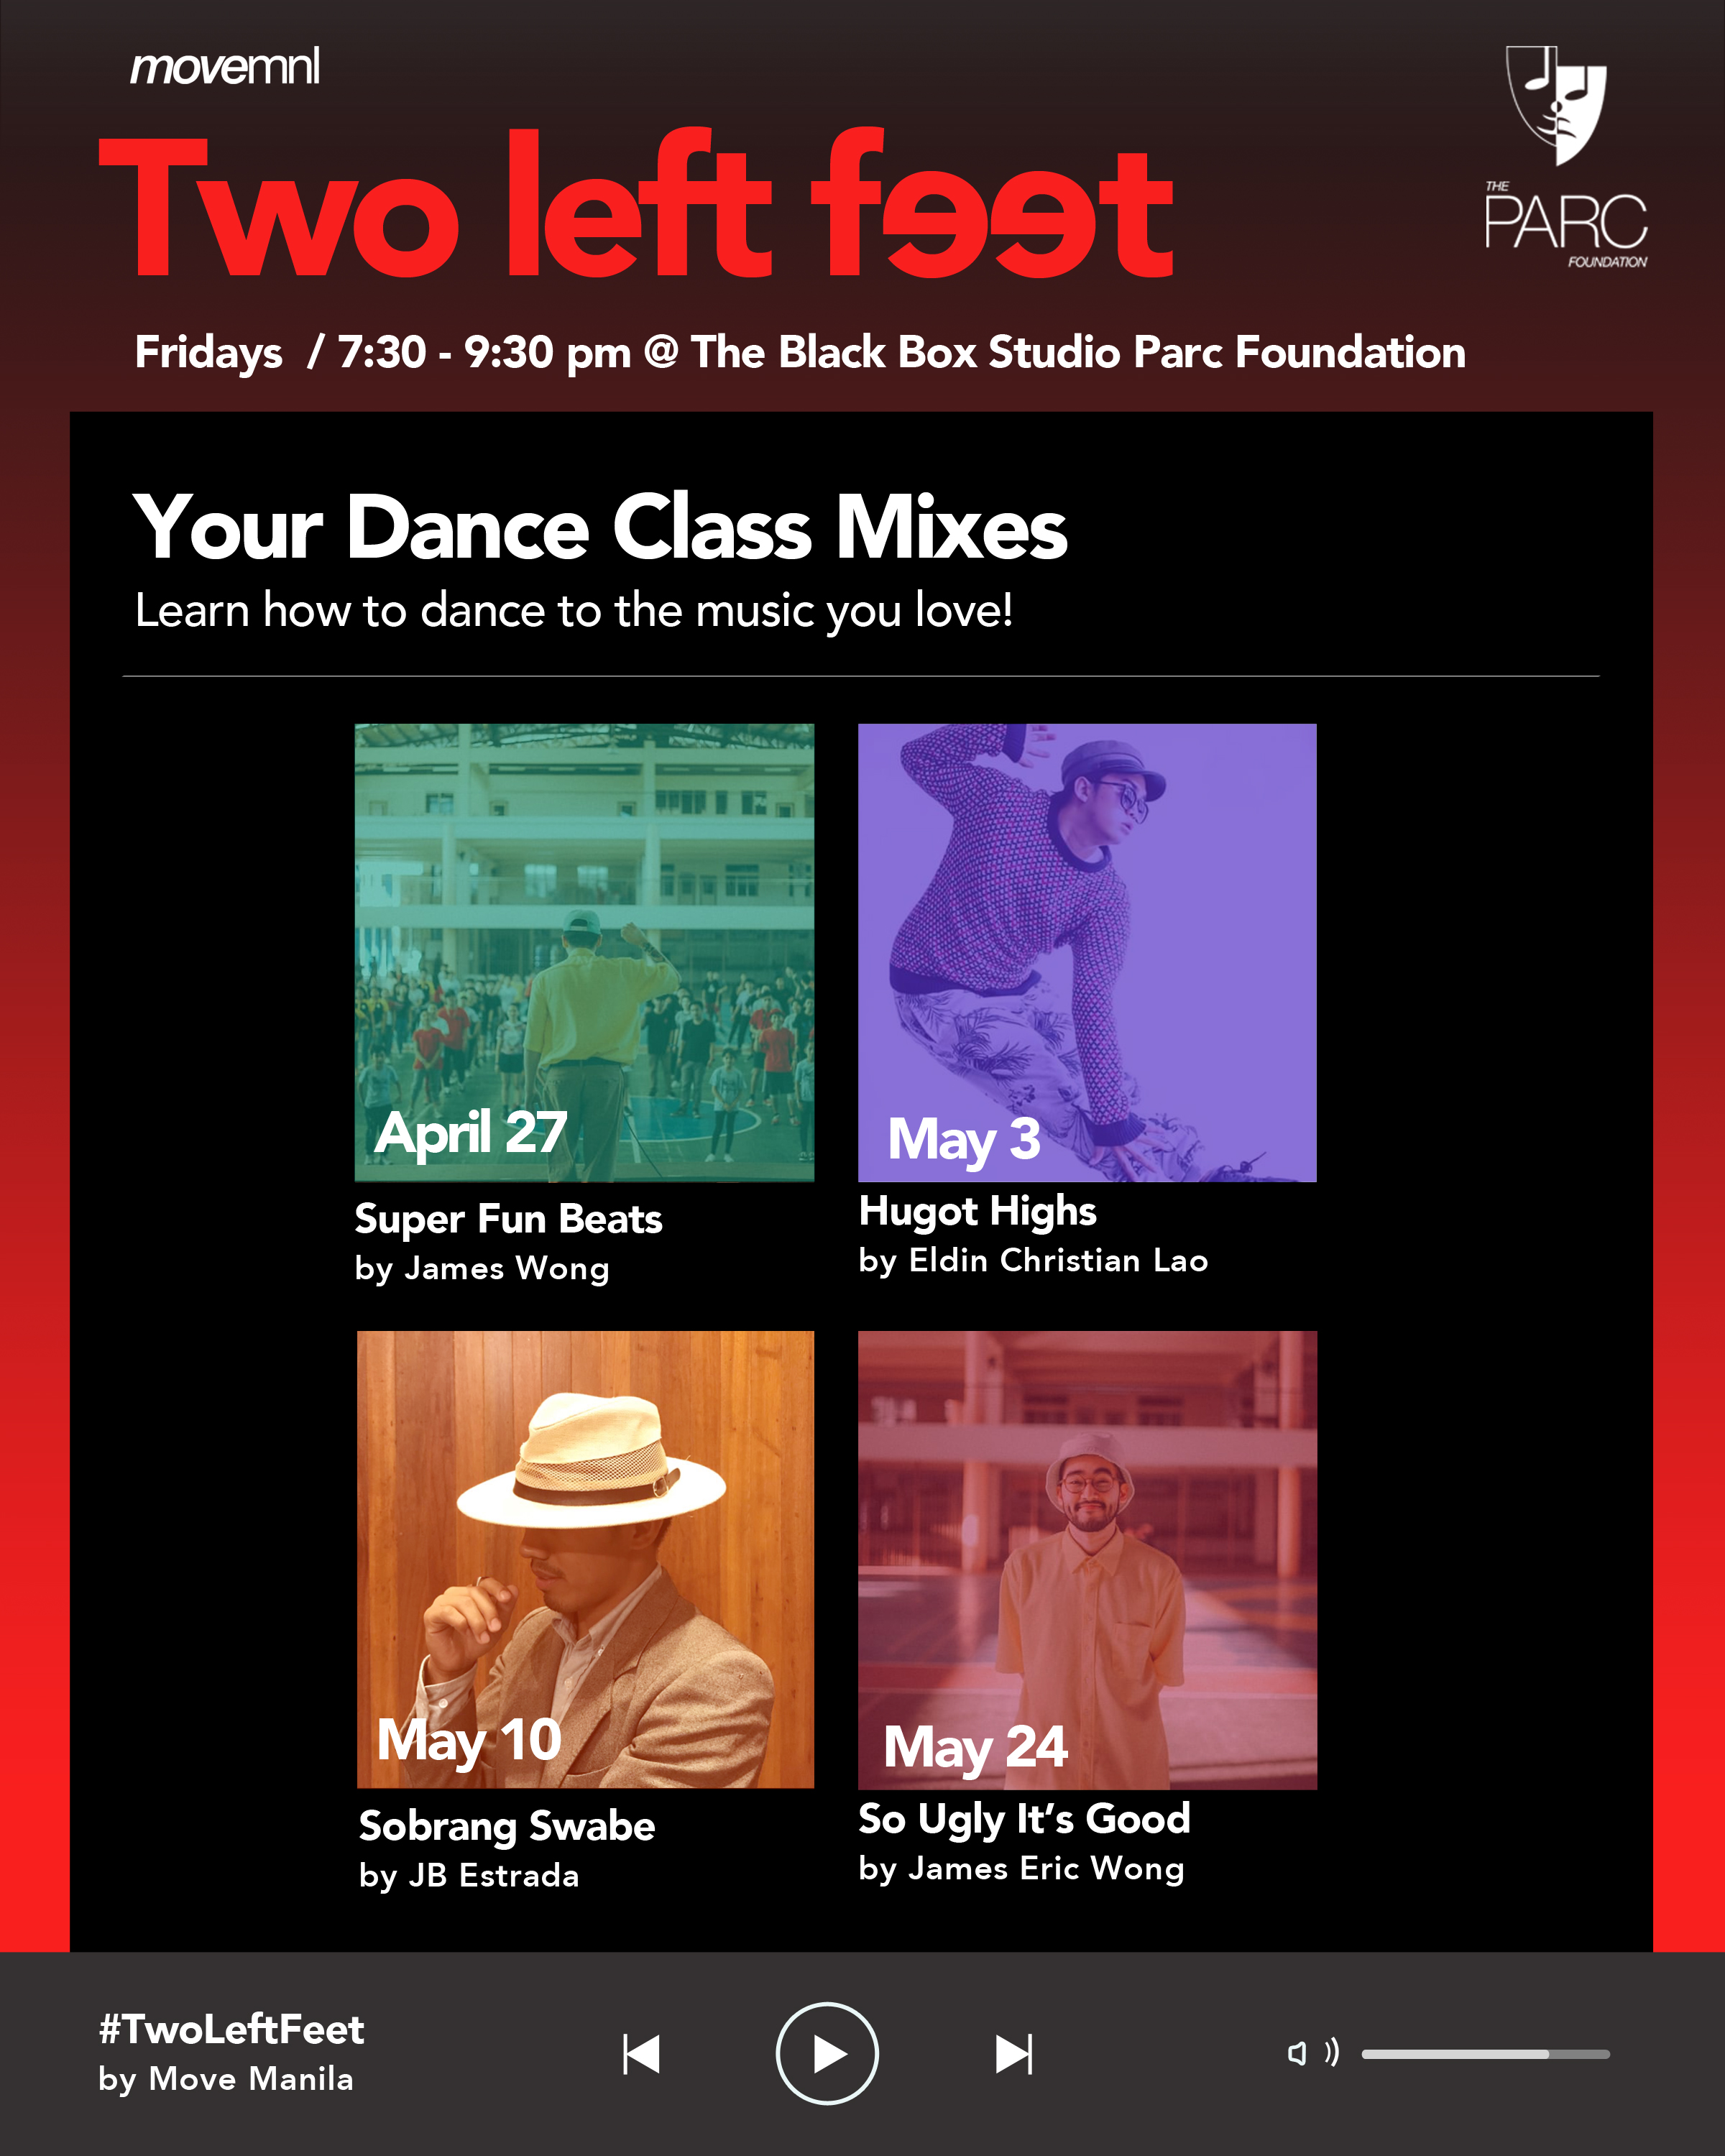 movemnl
Two left feet
THE
PARC
FOUNDATION
Fridays / 7:30 - 9:30 pm @ The Black Box Studio Parc Foundation
Your Dance Class Mixes
Learn how to dance to the music you love!
April 27
Super Fun Beats
by James Wong
May 3
Hugot Highs
by Eldin Christian Lao
May 10
Sobrang Swabe
by JB Estrada
May 24
So Ugly It’s Good
by James Eric Wong
#TwoLeftFeet
by Move Manila